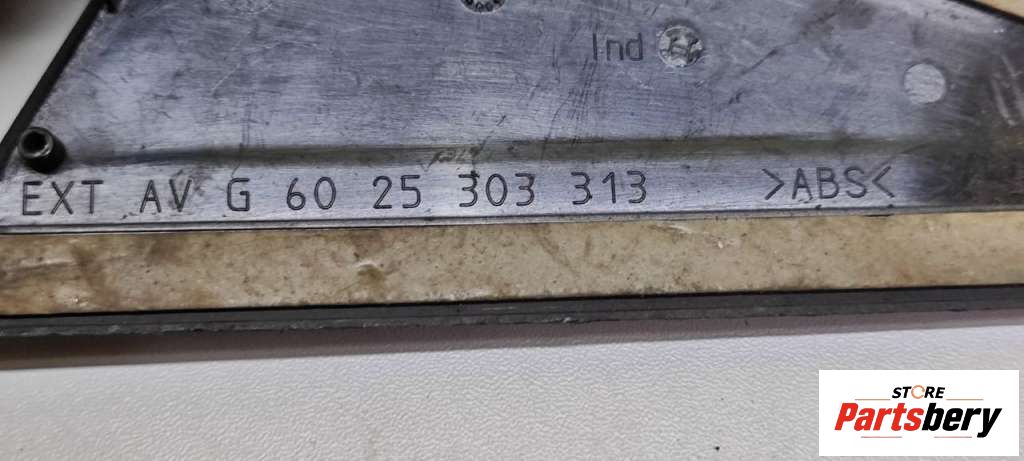 Ind H
EXT AV G 60 25 303 313 >ABS<
STORE
Partsbery